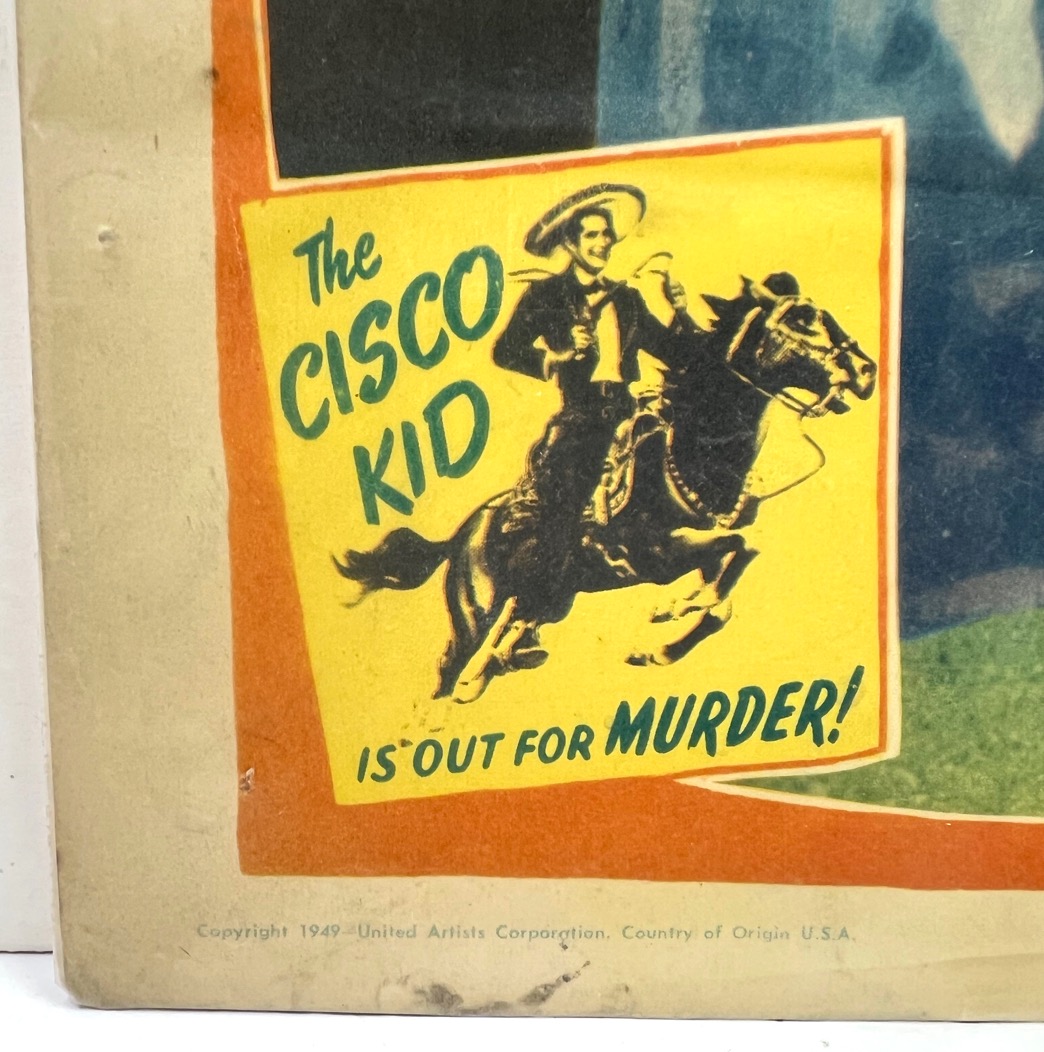 The
CISCO
KID
IS OUT FOR MURDER!
Copyright 1949 United Artists Corporation. Country of Origin U.S.A.